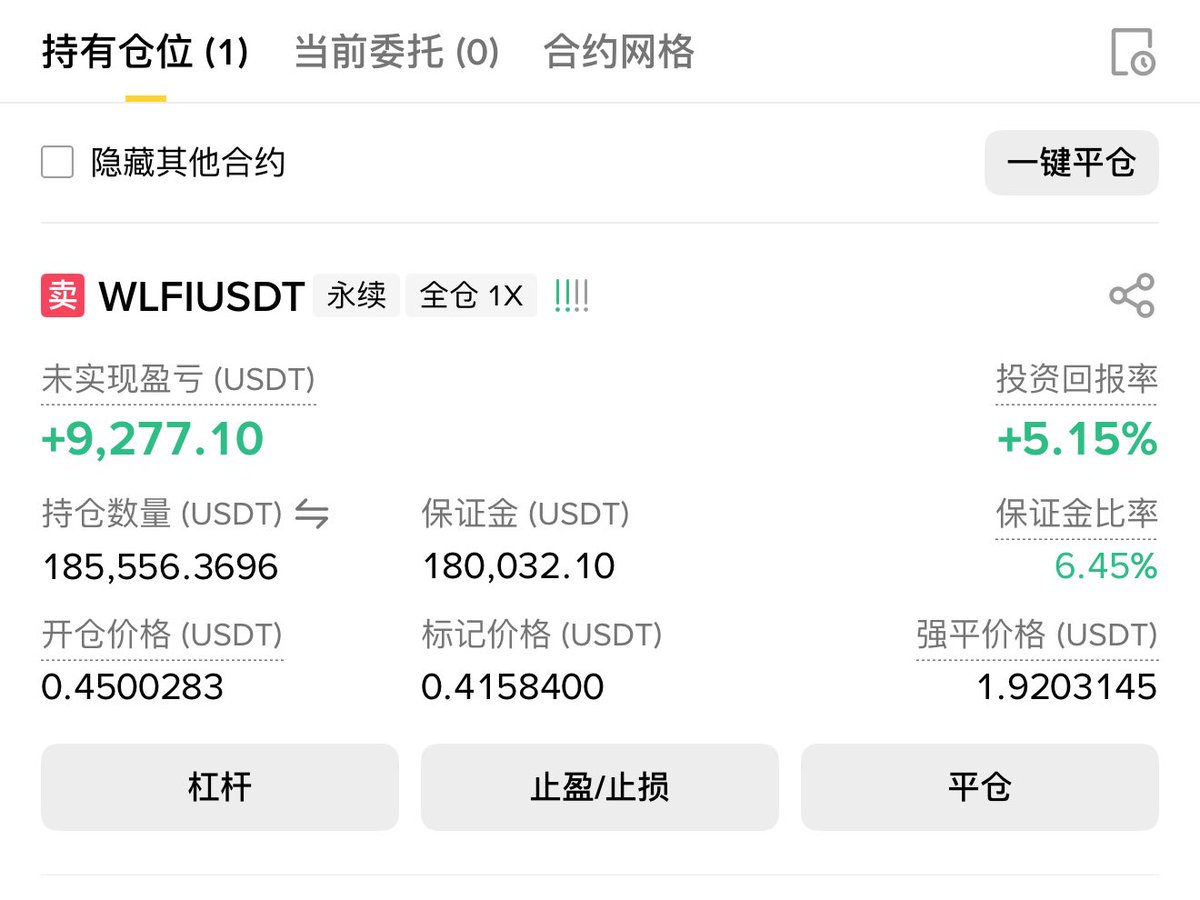 持有仓位 (1) 当前委托 (0) 合约网格
隐藏其他合约 一键平仓
卖 WLFIUSDT 永续 全仓 1X
未实现盈亏 (USDT) 投资回报率
+9,277.10 +5.15%
持仓数量 (USDT) 保证金 (USDT) 保证金比率
185,556.3696 180,032.10 6.45%
开仓价格 (USDT) 标记价格 (USDT) 强平价格 (USDT)
0.4500283 0.4158400 1.9203145
杠杆 止盈/止损 平仓